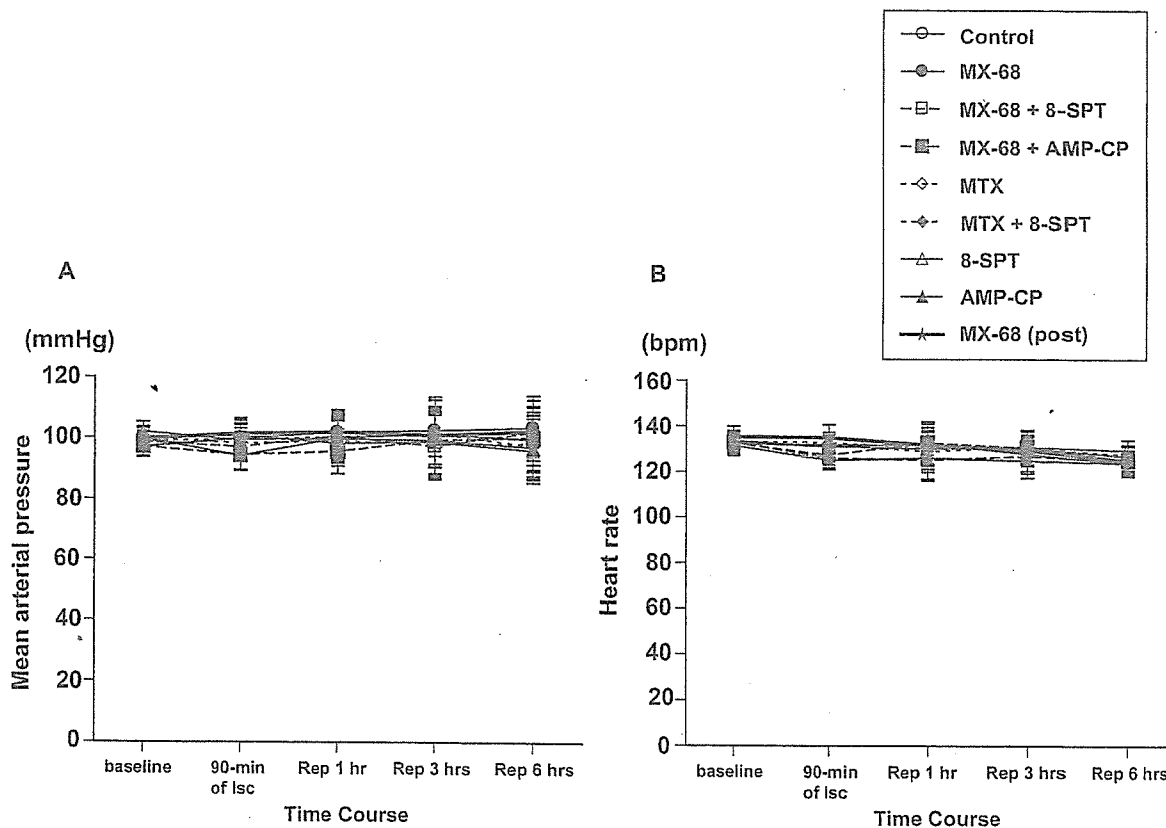 Control
MX-68
MX-68 + 8-SPT
MX-68 + AMP-CP
MTX
MTX + 8-SPT
8-SPT
AMP-CP
MX-68 (post)
A
(mmHg)
Mean arterial pressure
120
100
80
60
40
20
0
baseline
90-min
of Isc
Rep 1 hr
Rep 3 hrs
Rep 6 hrs
Time Course
B
(bpm)
Heart rate
160
140
120
100
80
60
40
20
0
baseline
90-min
of Isc
Rep 1 hr
Rep 3 hrs
Rep 6 hrs
Time Course